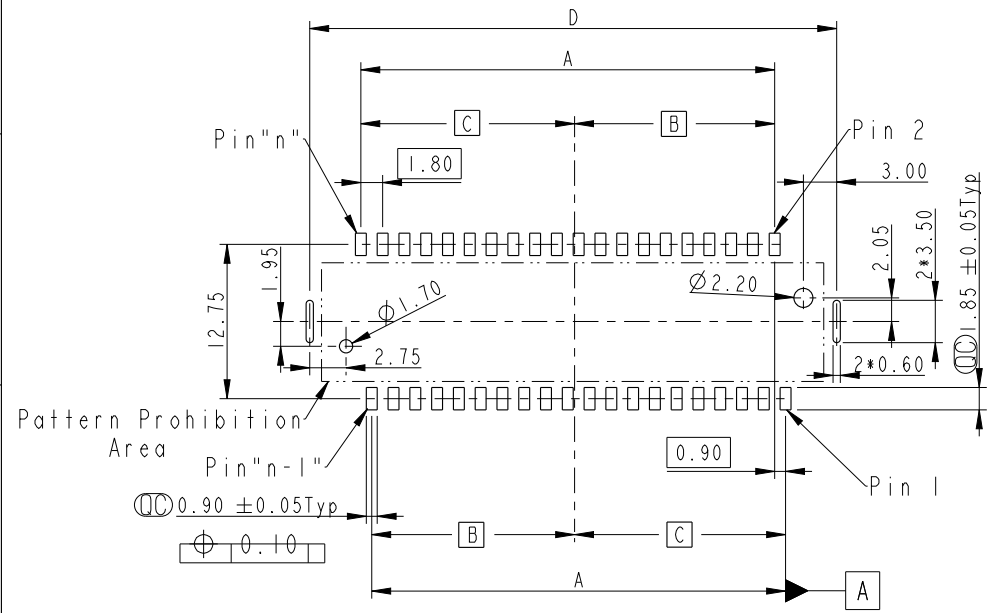 D
A
C
B
Pin"n"
Pin 2
1.80
3.00
1.95
12.75
Ø1.70
Ø2.20
2.05
2*3.50
QC 1.85 ±0.05Typ
2.75
2*0.60
Pattern Prohibition
Area
Pin"n-1"
0.90
Pin 1
QC 0.90 ±0.05Typ
⌖ 0.10
B
C
A
A